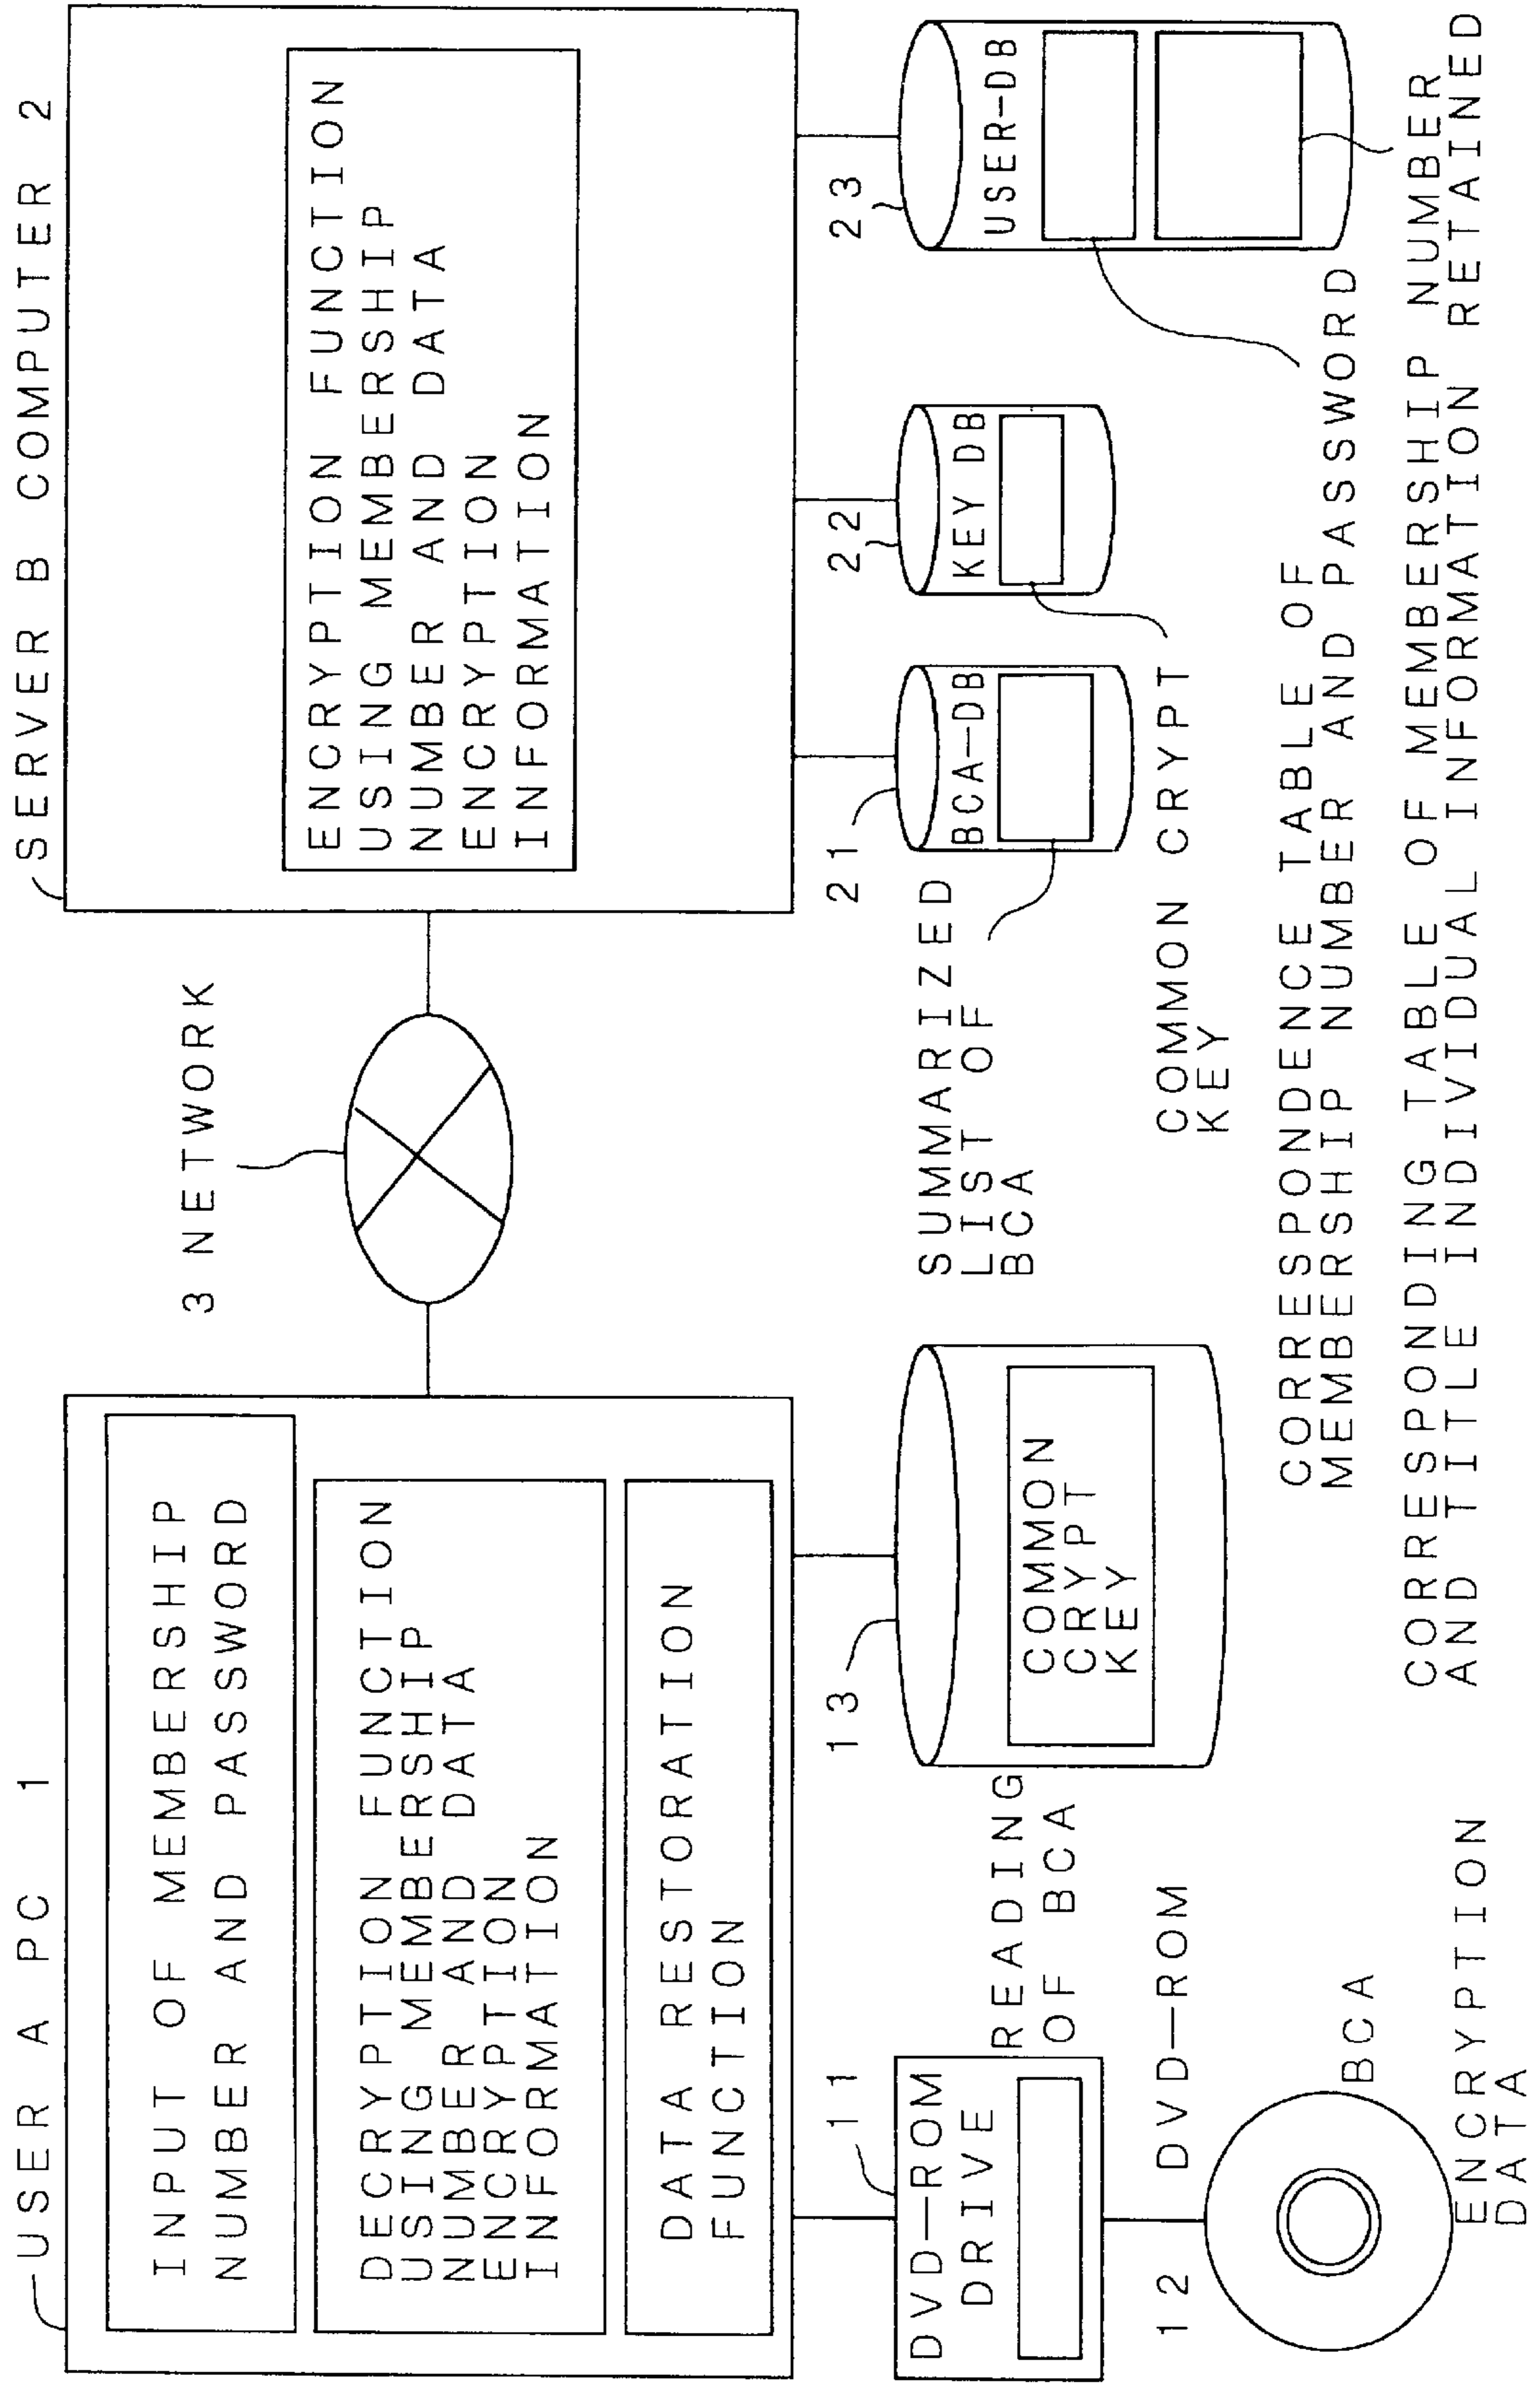 USER A PC 1
INPUT OF MEMBERSHIP
NUMBER AND PASSWORD
DECRYPTION FUNCTION
USING MEMBERSHIP
NUMBER AND DATA
ENCRYPTION
INFORMATION
DATA RESTORATION
FUNCTION
3 NETWORK
SERVER B COMPUTER 2
ENCRYPTION FUNCTION
USING MEMBERSHIP
NUMBER AND DATA
ENCRYPTION
INFORMATION
11
DVD-ROM
DRIVE
READING
OF BCA
12 DVD-ROM
BCA
ENCRYPTION
DATA
13
COMMON
CRYPT
KEY
21
BCA-DB
SUMMARIZED
LIST OF
BCA
22
KEY DB
COMMON CRYPT
KEY
23
USER-DB
CORRESPONDENCE TABLE OF
MEMBERSHIP NUMBER AND PASSWORD
CORRESPONDING TABLE OF MEMBERSHIP NUMBER
AND TITLE INDIVIDUAL INFORMATION RETAINED